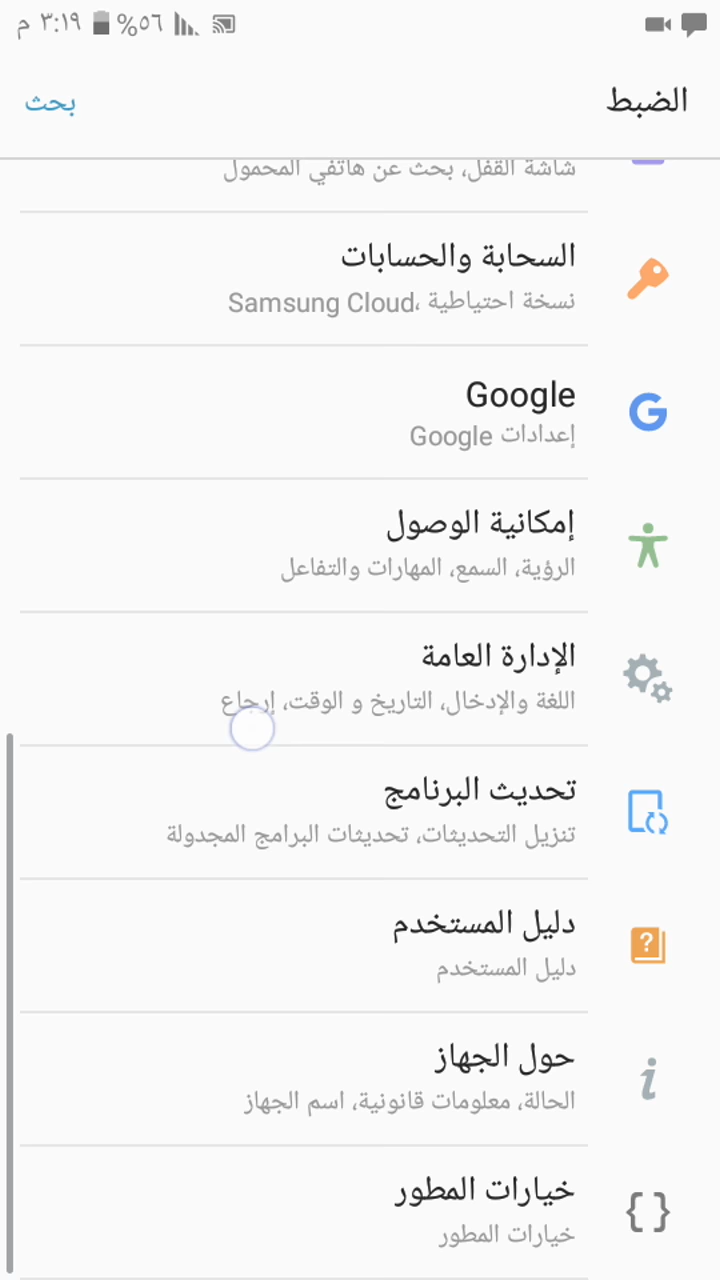 ٣:١٩ م ٥٦%
الضبط
بحث
شاشة القفل، بحث عن هاتفي المحمول
السحابة والحسابات
نسخة احتياطية، Samsung Cloud
Google
إعدادات Google
إمكانية الوصول
الرؤية، السمع، المهارات والتفاعل
الإدارة العامة
اللغة والإدخال، التاريخ و الوقت، إرجاع
تحديث البرنامج
تنزيل التحديثات، تحديثات البرامج المجدولة
دليل المستخدم
دليل المستخدم
حول الجهاز
الحالة، معلومات قانونية، اسم الجهاز
خيارات المطور
خيارات المطور